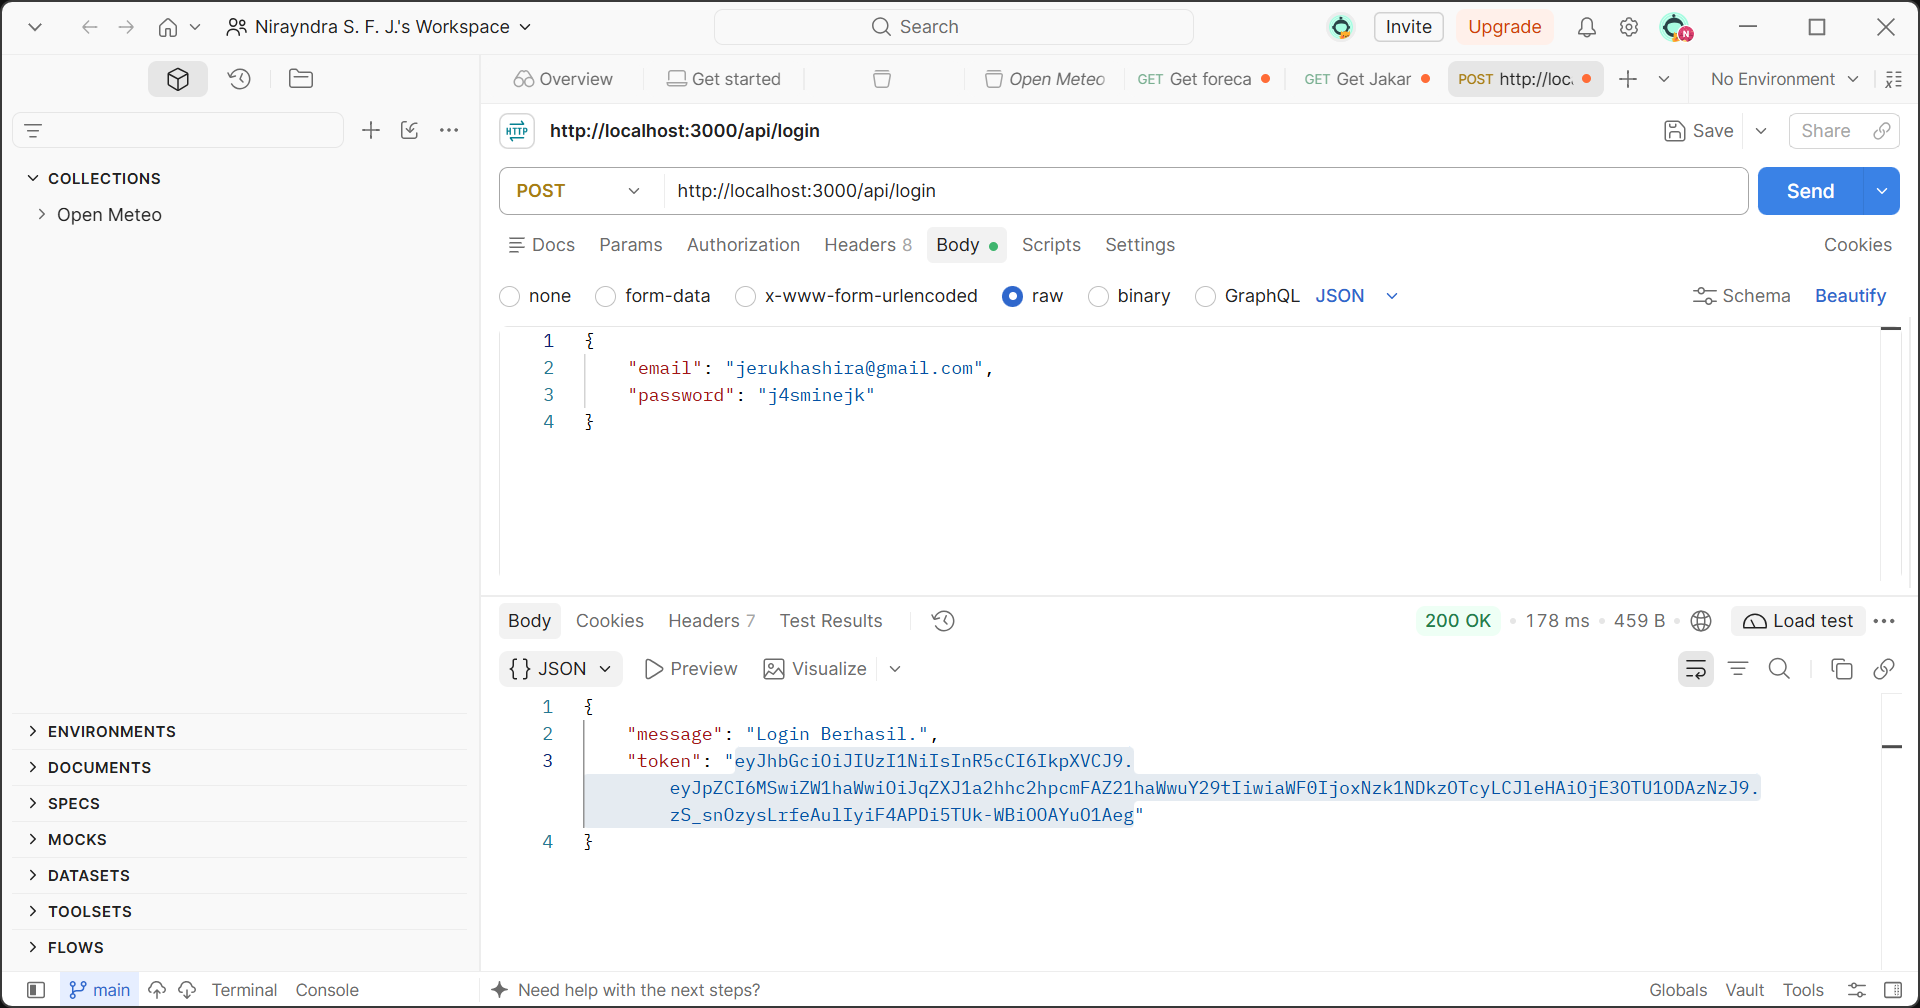 Nirayndra S. F. J.'s Workspace
Search
Invite
Upgrade
N
Overview
Get started
Open Meteo
GET Get foreca
GET Get Jakar
POST http://loc
No Environment
HTTP
http://localhost:3000/api/login
Save
Share
COLLECTIONS
Open Meteo
POST
http://localhost:3000/api/login
Send
Docs
Params
Authorization
Headers 8
Body
Scripts
Settings
Cookies
none
form-data
x-www-form-urlencoded
raw
binary
GraphQL
JSON
Schema
Beautify
1 {
2 "email": "jerukhashira@gmail.com",
3 "password": "j4sminejk"
4 }
Body
Cookies
Headers 7
Test Results
200 OK
178 ms
459 B
Load test
{} JSON
Preview
Visualize
1 {
2 "message": "Login Berhasil.",
3 "token": "eyJhbGciOiJIUzI1NiIsInR5cCI6IkpXVCJ9.
eyJpZCI6MSwiZW1haWwiOiJqZXJ1a2hhc2hpcmFAZ21haWwuY29tIiwiaWF0IjoxNzk1NDkzOTcyLCJleHAiOjE3OTU1ODAzNzJ9.
zS_snOzysLrfeAulIyiF4APDi5TUk-WBiOOAYuO1Aeg"
4 }
ENVIRONMENTS
DOCUMENTS
SPECS
MOCKS
DATASETS
TOOLSETS
FLOWS
main
Terminal
Console
Need help with the next steps?
Globals
Vault
Tools